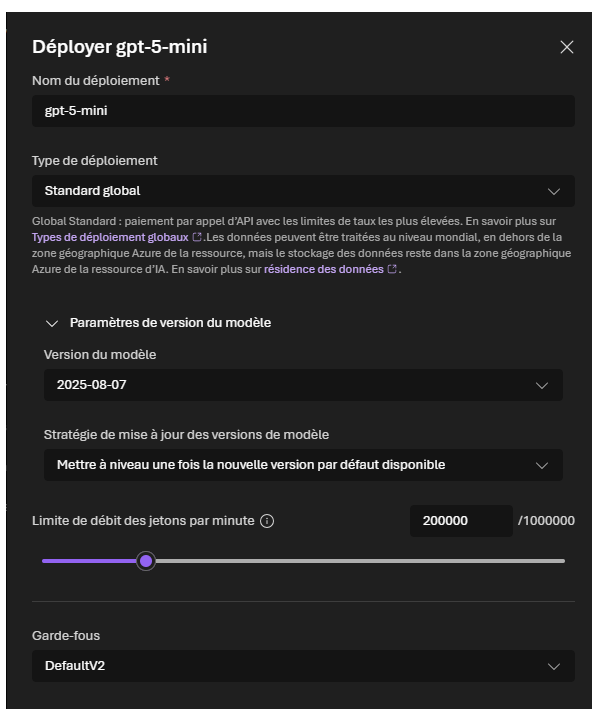 Déployer gpt-5-mini
Nom du déploiement *
gpt-5-mini
Type de déploiement
Standard global
Global Standard : paiement par appel d'API avec les limites de taux les plus élevées. En savoir plus sur
Types de déploiement globaux .Les données peuvent être traitées au niveau mondial, en dehors de la
zone géographique Azure de la ressource, mais le stockage des données reste dans la zone géographique
Azure de la ressource d'IA. En savoir plus sur résidence des données .
Paramètres de version du modèle
Version du modèle
2025-08-07
Stratégie de mise à jour des versions de modèle
Mettre à niveau une fois la nouvelle version par défaut disponible
Limite de débit des jetons par minute 200000 /1000000
Garde-fous
DefaultV2